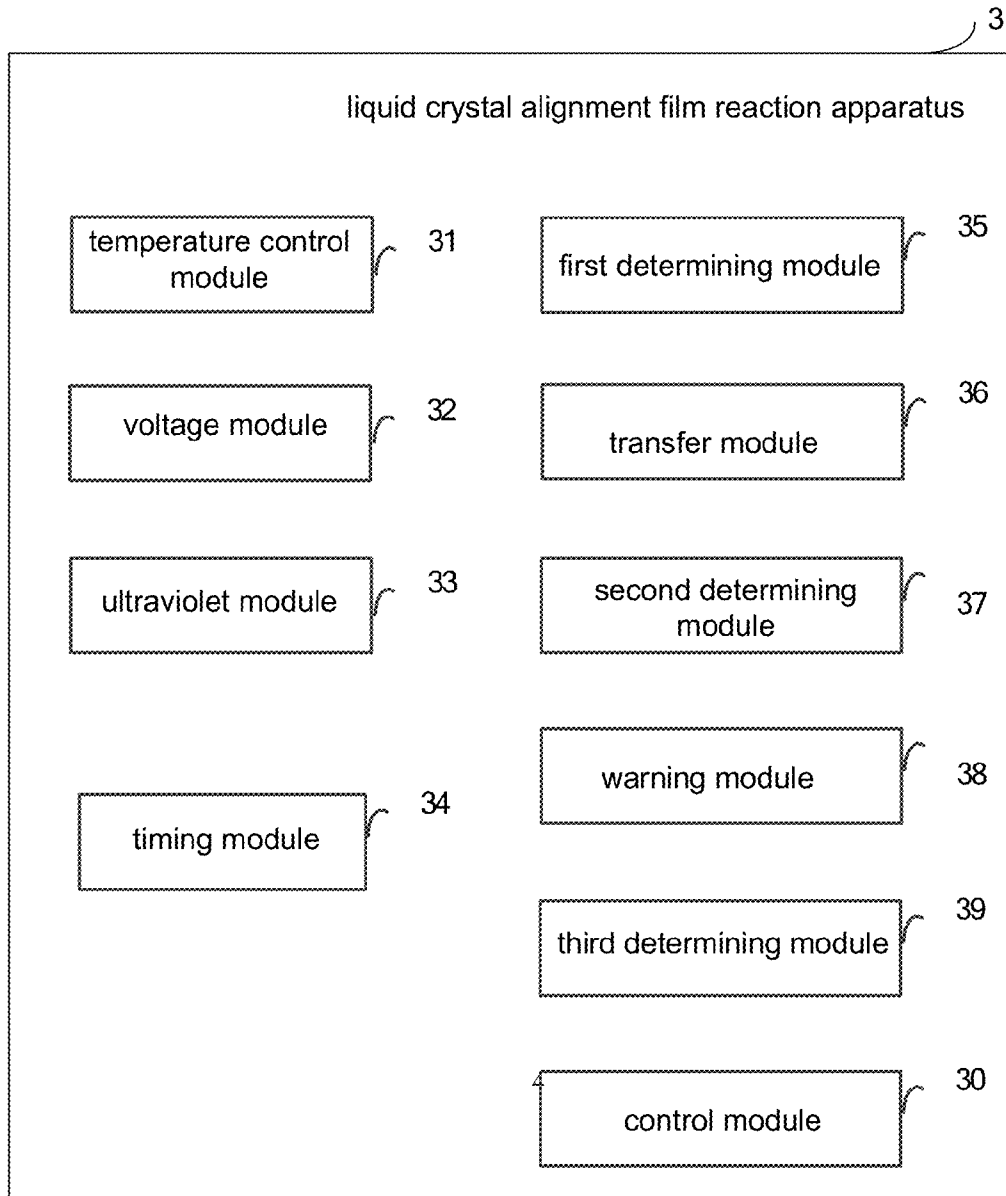 3
liquid crystal alignment film reaction apparatus
temperature control
module
31
voltage module
32
ultraviolet module
33
timing module
34
first determining module
35
transfer module
36
second determining
module
37
warning module
38
third determining module
39
4
control module
30